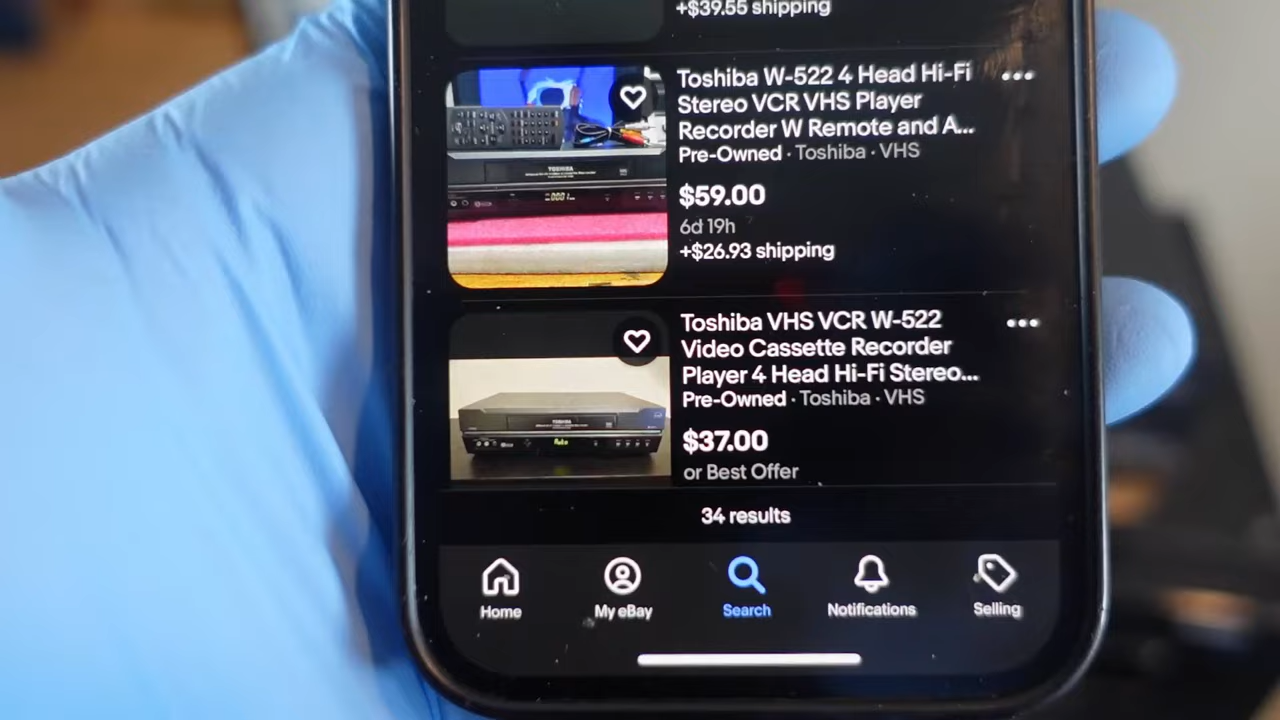 +$39.55 shipping
Toshiba W-522 4 Head Hi-Fi
Stereo VCR VHS Player
Recorder W Remote and A...
Pre-Owned · Toshiba · VHS
$59.00
6d 19h
+$26.93 shipping
TOSHIBA
Toshiba VHS VCR W-522
Video Cassette Recorder
Player 4 Head Hi-Fi Stereo...
Pre-Owned · Toshiba · VHS
$37.00
or Best Offer
TOSHIBA
34 results
Home
My eBay
Search
Notifications
Selling